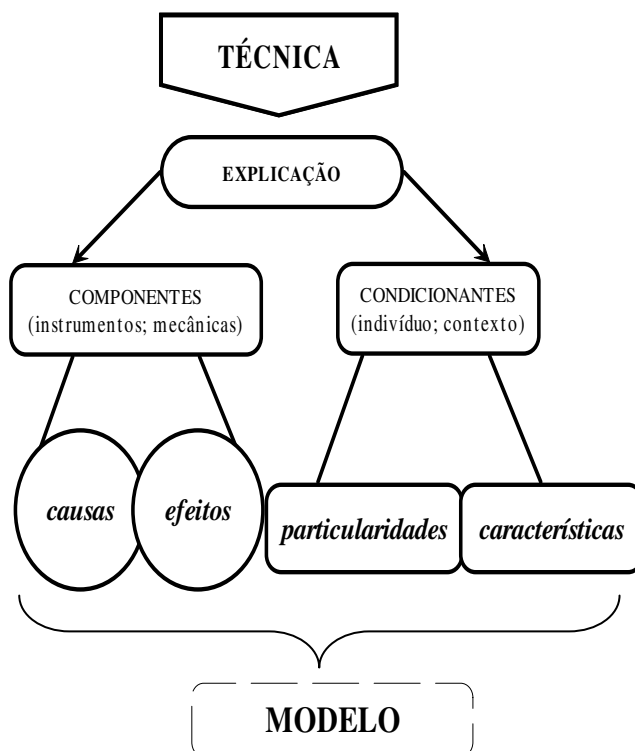 TÉCNICA
EXPLICAÇÃO
COMPONENTES
(instrumentos; mecânicas)
CONDICIONANTES
(indivíduo; contexto)
causas
efeitos
particularidades
características
MODELO